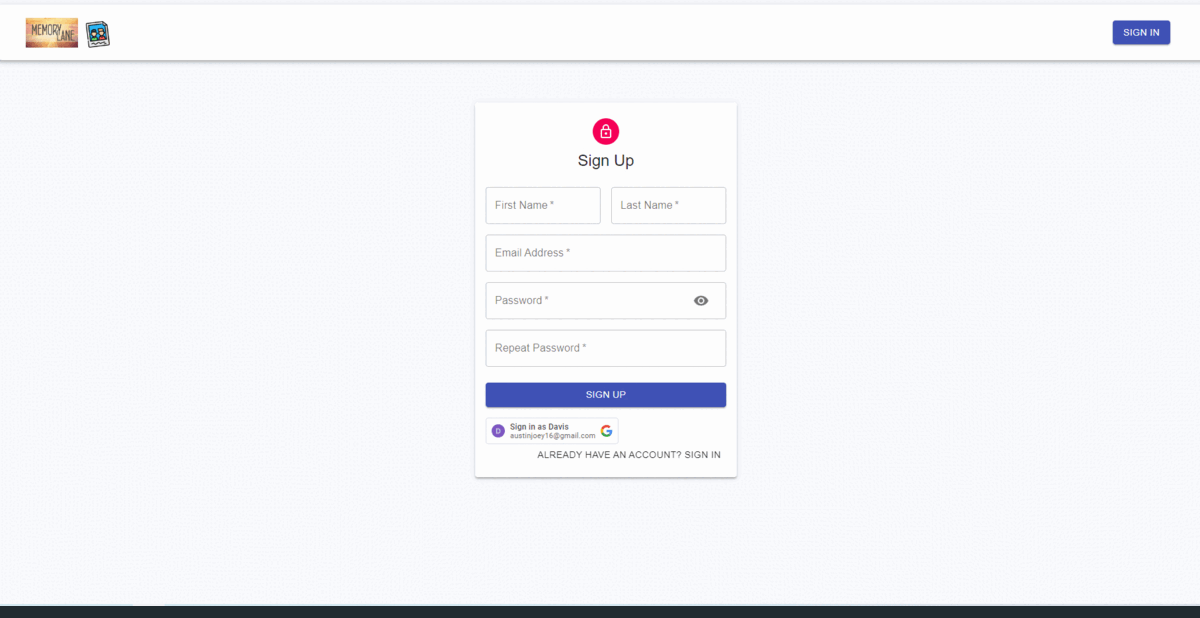 MEMORY
LANE
SIGN IN
Sign Up
First Name *
Last Name *
Email Address *
Password *
Repeat Password *
SIGN UP
D
Sign in as Davis
austinjoey16@gmail.com
ALREADY HAVE AN ACCOUNT? SIGN IN